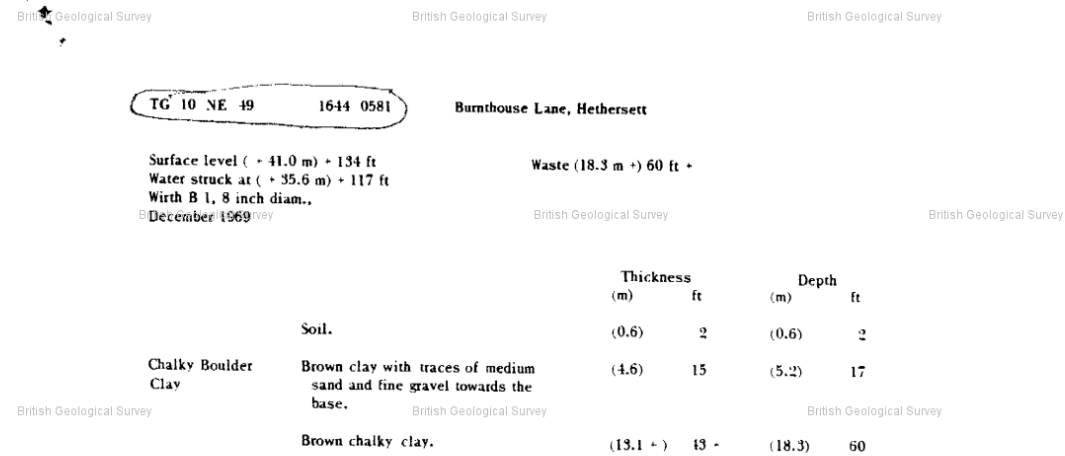 British Geological Survey British Geological Survey British Geological Survey
TG 10 NE 49 1644 0581 Burnthouse Lane, Hethersett
Surface level ( + 41.0 m) + 134 ft Waste (18.3 m +) 60 ft +
Water struck at ( + 35.6 m) + 117 ft
Wirth B 1, 8 inch diam.,
December 1969
British Geological Survey British Geological Survey British Geological Survey
Thickness Depth
(m) ft (m) ft
Soil. (0.6) 2 (0.6) 2
Chalky Boulder Brown clay with traces of medium (4.6) 15 (5.2) 17
Clay sand and fine gravel towards the
base.
British Geological Survey British Geological Survey British Geological Survey
Brown chalky clay. (13.1 + ) 43 + (18.3) 60